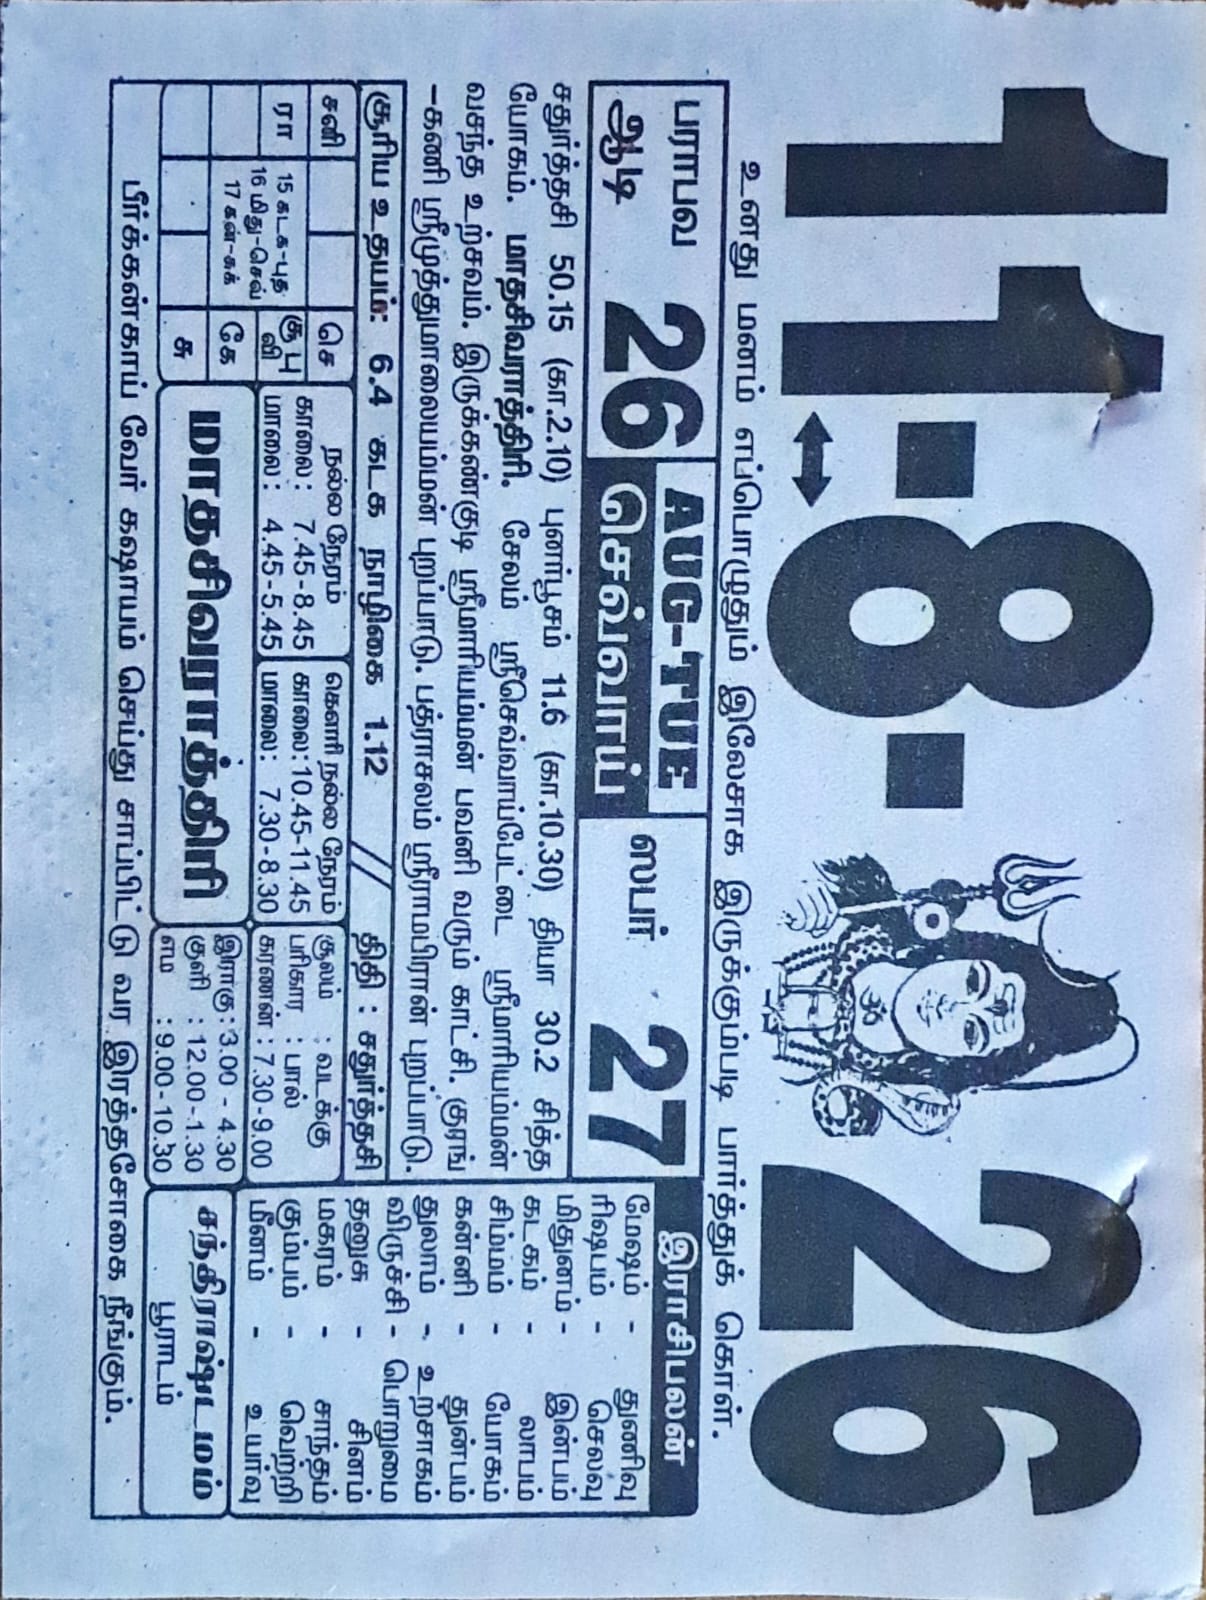 11·8·26
உனது மனம் எப்பொழுதும் இலேசாக இருக்கும்படி பார்த்துக் கொள்.
பராபவ
ஆடி
26
AUG-TUE
செவ்வாய்
ஸபர்
27
சதுர்த்தசி 50.15 (கா.2.10) புனர்பூசம் 11.6 (கா.10.30) தியா 30.2 சித்த
யோகம். மாதசிவராத்திரி. சேலம் ஸ்ரீசெவ்வாய்பேட்டை ஸ்ரீமாரியம்மன்
வசந்த உற்சவம். இருக்கண்குடி ஸ்ரீமாரியம்மன் பவனி வரும் காட்சி. குரங்
-கணி ஸ்ரீமுத்துமாலையம்மன் புறப்பாடு. பத்ராசலம் ஸ்ரீராமபிரான் புறப்பாடு.
சூரிய உதயம்: 6.4 கடக நாழிகை 1.12 // திதி : சதுர்த்தசி
சனி
ரா
15 கடக-புத
16 மிது-செவ்
17 கன்-சுக்
செ
கு பு
வி
கே
சு
நல்ல நேரம்
காலை: 7.45-8.45
மாலை: 4.45-5.45
கௌரி நல்ல நேரம்
காலை:10.45-11.45
மாலை: 7.30-8.30
சூலம் : வடக்கு
பரிகார : பால்
கரணன் : 7.30-9.00
மாதசிவராத்திரி
இராகு : 3.00 - 4.30
குளி : 12.00-1.30
எம : 9.00-10.30
இராசிபலன்
மேஷம் - துணிவு
ரிஷபம் - செலவு
மிதுனம் - இன்பம்
கடகம் - லாபம்
சிம்மம் - யோகம்
கன்னி - துன்பம்
துலாம் - உற்சாகம்
விருச்சி - பொறுமை
தனுசு - சினம்
மகரம் - சாந்தம்
கும்பம் - வெற்றி
மீனம் - உயர்வு
சந்திராஷ்டமம்
பூராடம்
பீர்க்கன்காய் வேர் கஷாயம் செய்து சாப்பிட்டு வர இரத்தசோகை நீங்கும்.